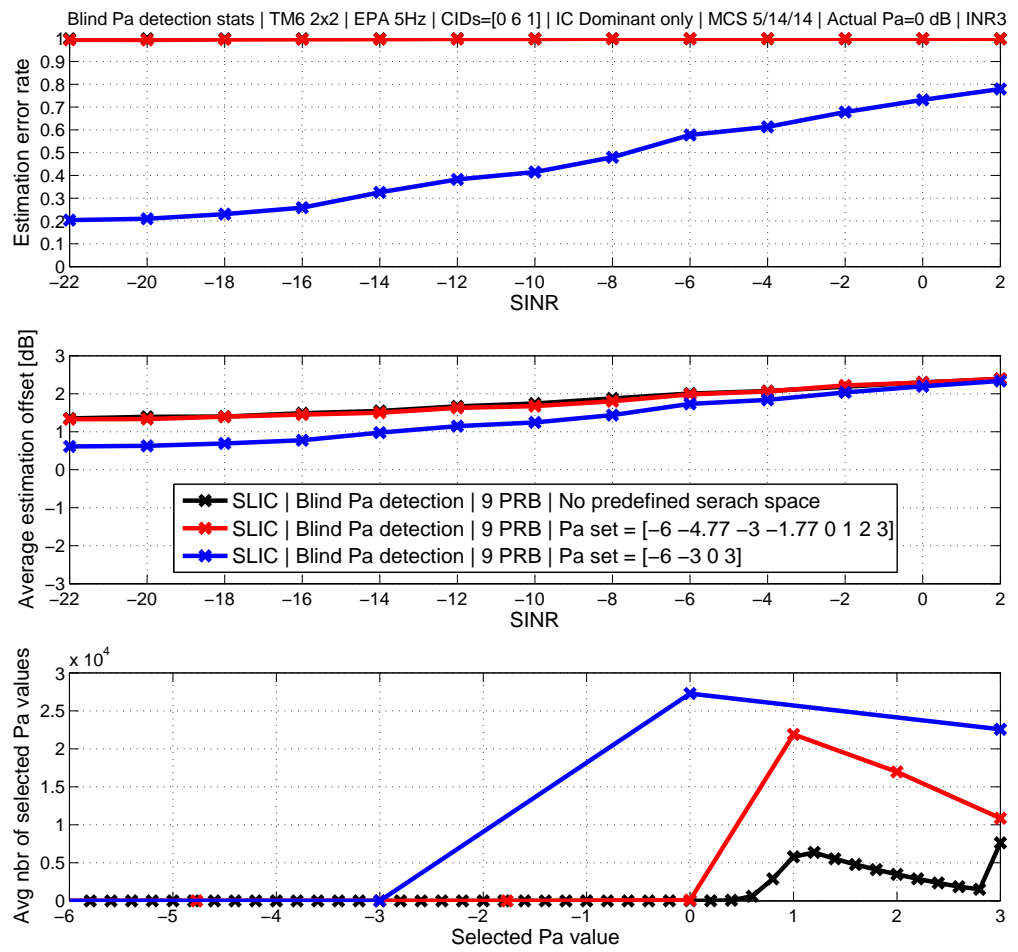 Blind Pa detection stats | TM6 2x2 | EPA 5Hz | CIDs=[0 6 1] | IC Dominant only | MCS 5/14/14 | Actual Pa=0 dB | INR3
1
0.9
0.8
0.7
0.6
0.5
0.4
0.3
0.2
0.1
0
Estimation error rate
−22 −20 −18 −16 −14 −12 −10 −8 −6 −4 −2 0 2
SINR
3
2
1
0
−1
−2
−3
Average estimation offset [dB]
SLIC | Blind Pa detection | 9 PRB | No predefined serach space
SLIC | Blind Pa detection | 9 PRB | Pa set = [−6 −4.77 −3 −1.77 0 1 2 3]
SLIC | Blind Pa detection | 9 PRB | Pa set = [−6 −3 0 3]
−22 −20 −18 −16 −14 −12 −10 −8 −6 −4 −2 0 2
SINR
x 10^4
3
2.5
2
1.5
1
0.5
0
Avg nbr of selected Pa values
−6 −5 −4 −3 −2 −1 0 1 2 3
Selected Pa value